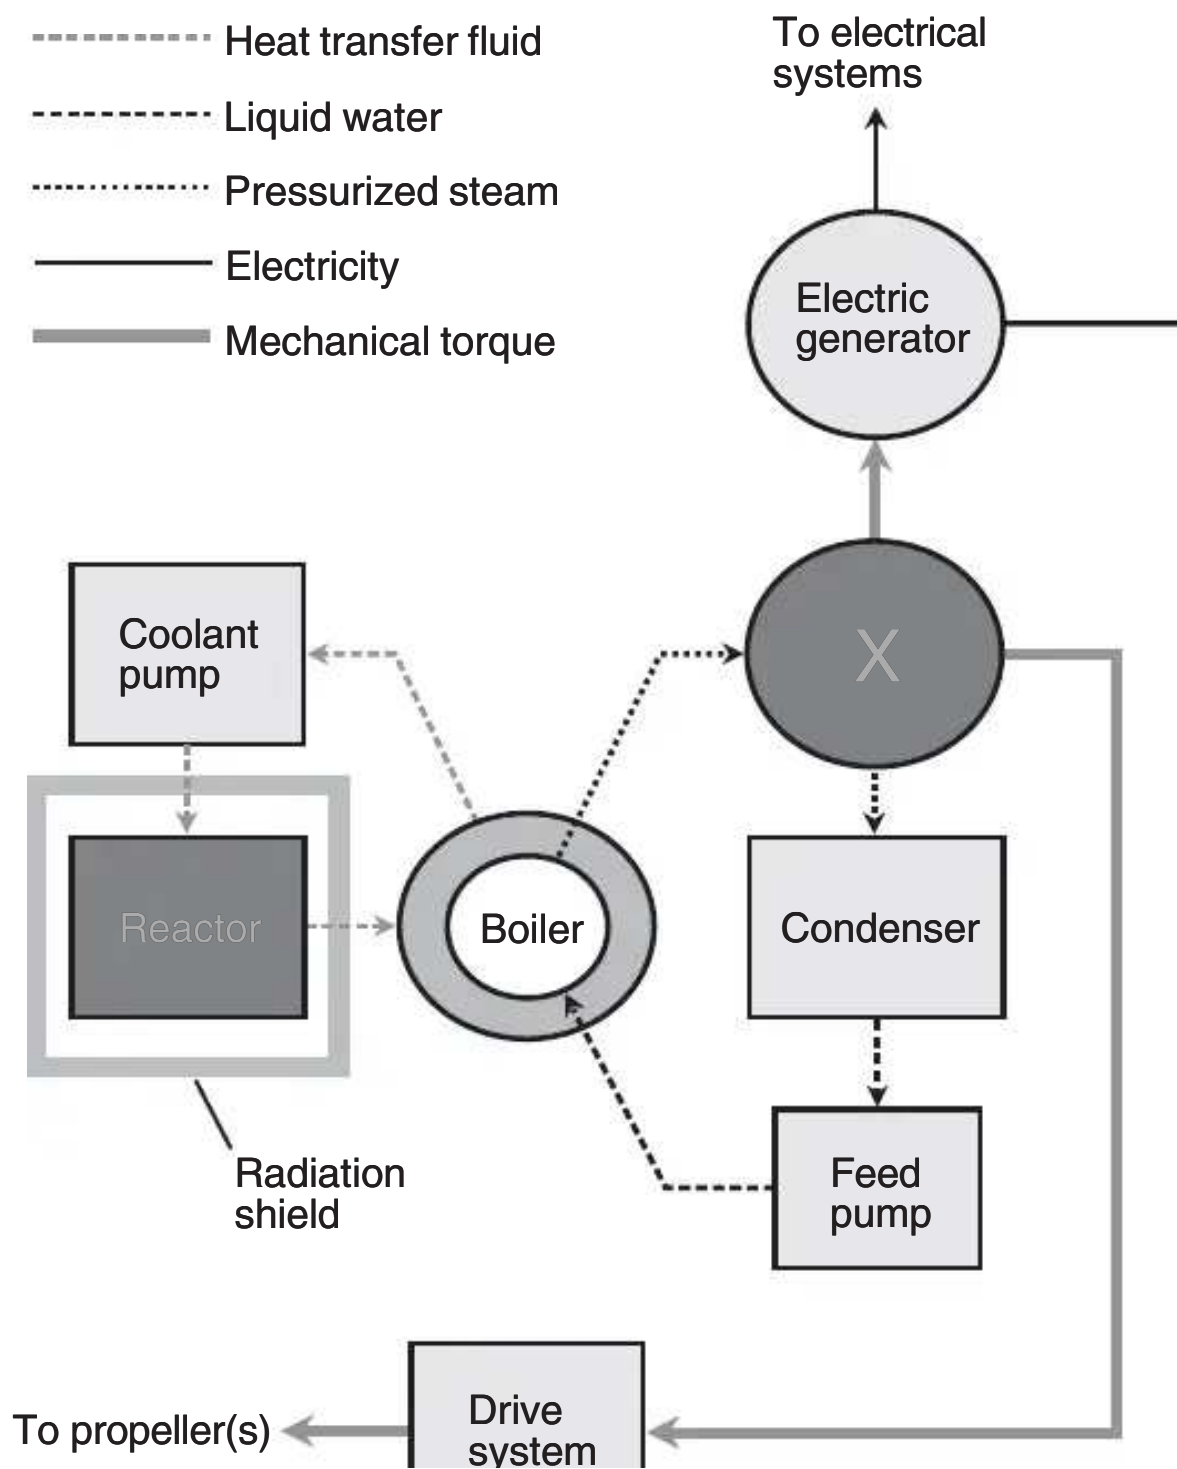 Heat transfer fluid
Liquid water
Pressurized steam
Electricity
Mechanical torque
To electrical
systems
Electric
generator
X
Coolant
pump
Reactor
Boiler
Condenser
Radiation
shield
Feed
pump
Drive
system
To propeller(s)